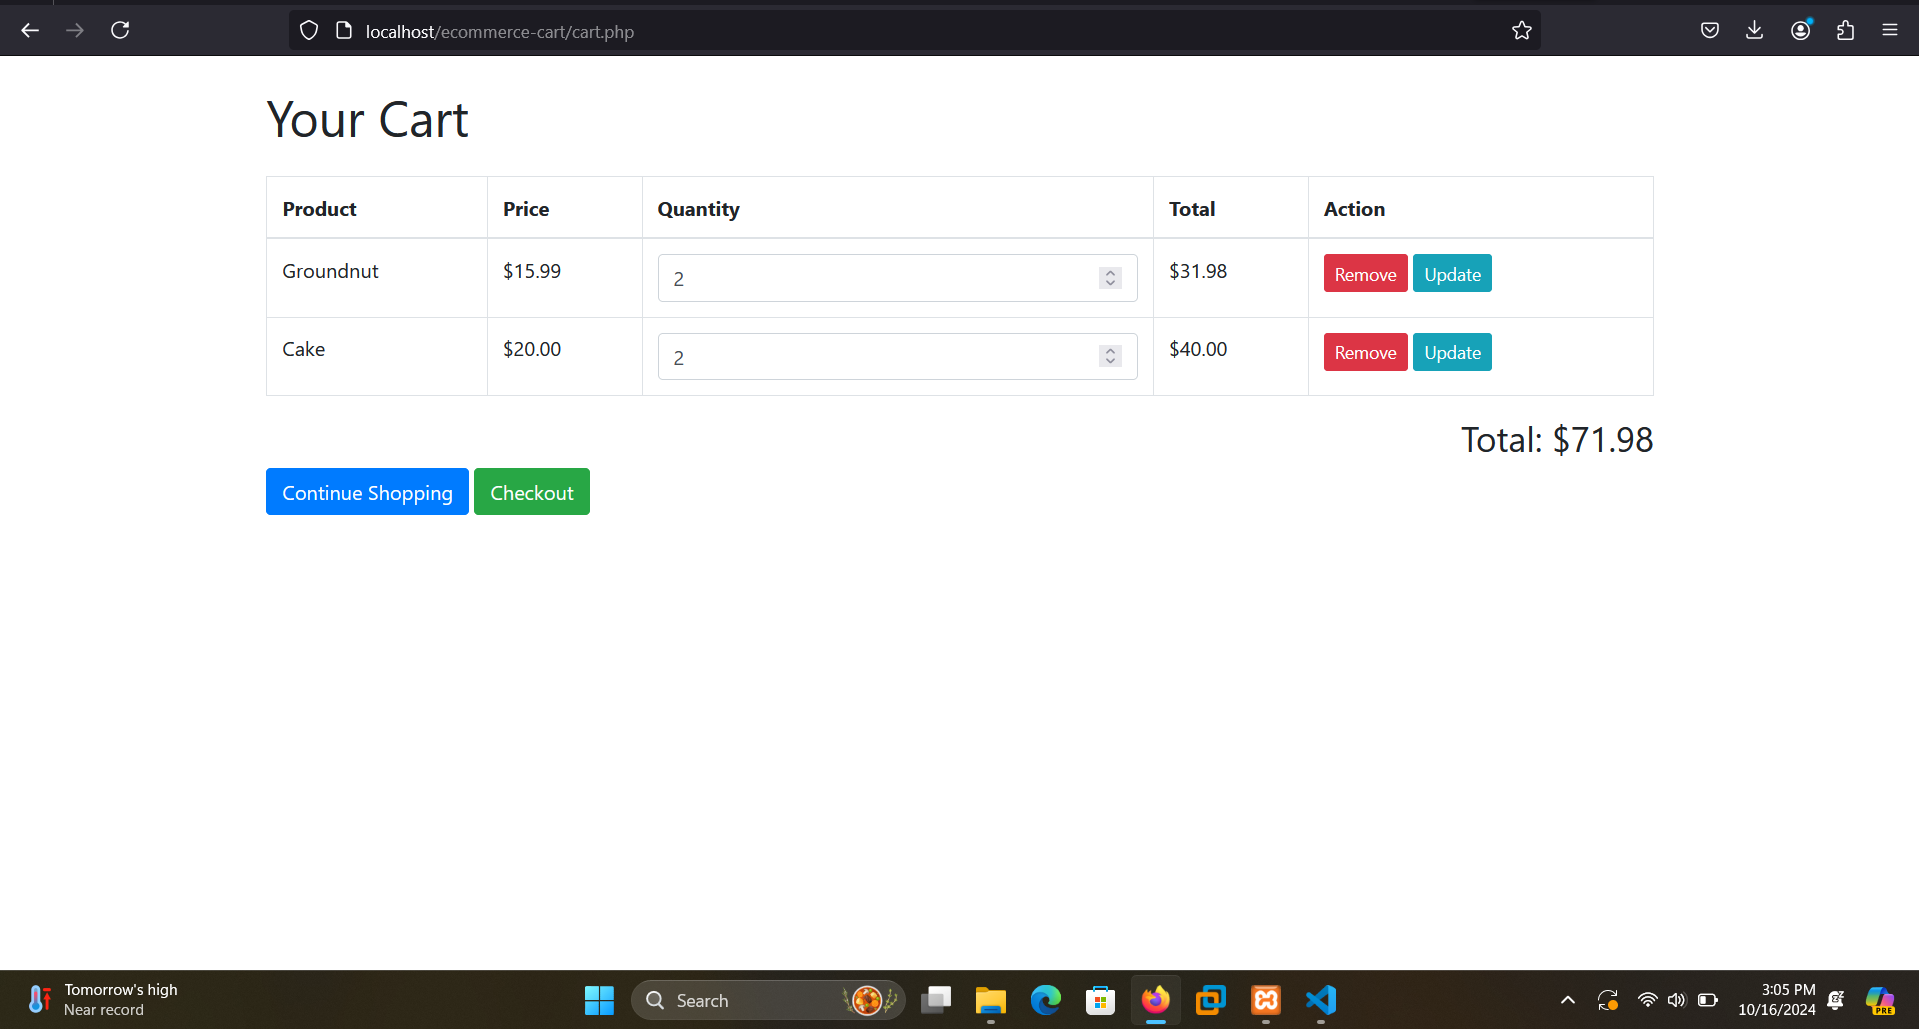 localhost/ecommerce-cart/cart.php
Your Cart
Product Price Quantity Total Action
Groundnut $15.99 2 $31.98 Remove Update
Cake $20.00 2 $40.00 Remove Update
Total: $71.98
Continue Shopping Checkout
Tomorrow's high
Near record
Search
3:05 PM
10/16/2024
PRE